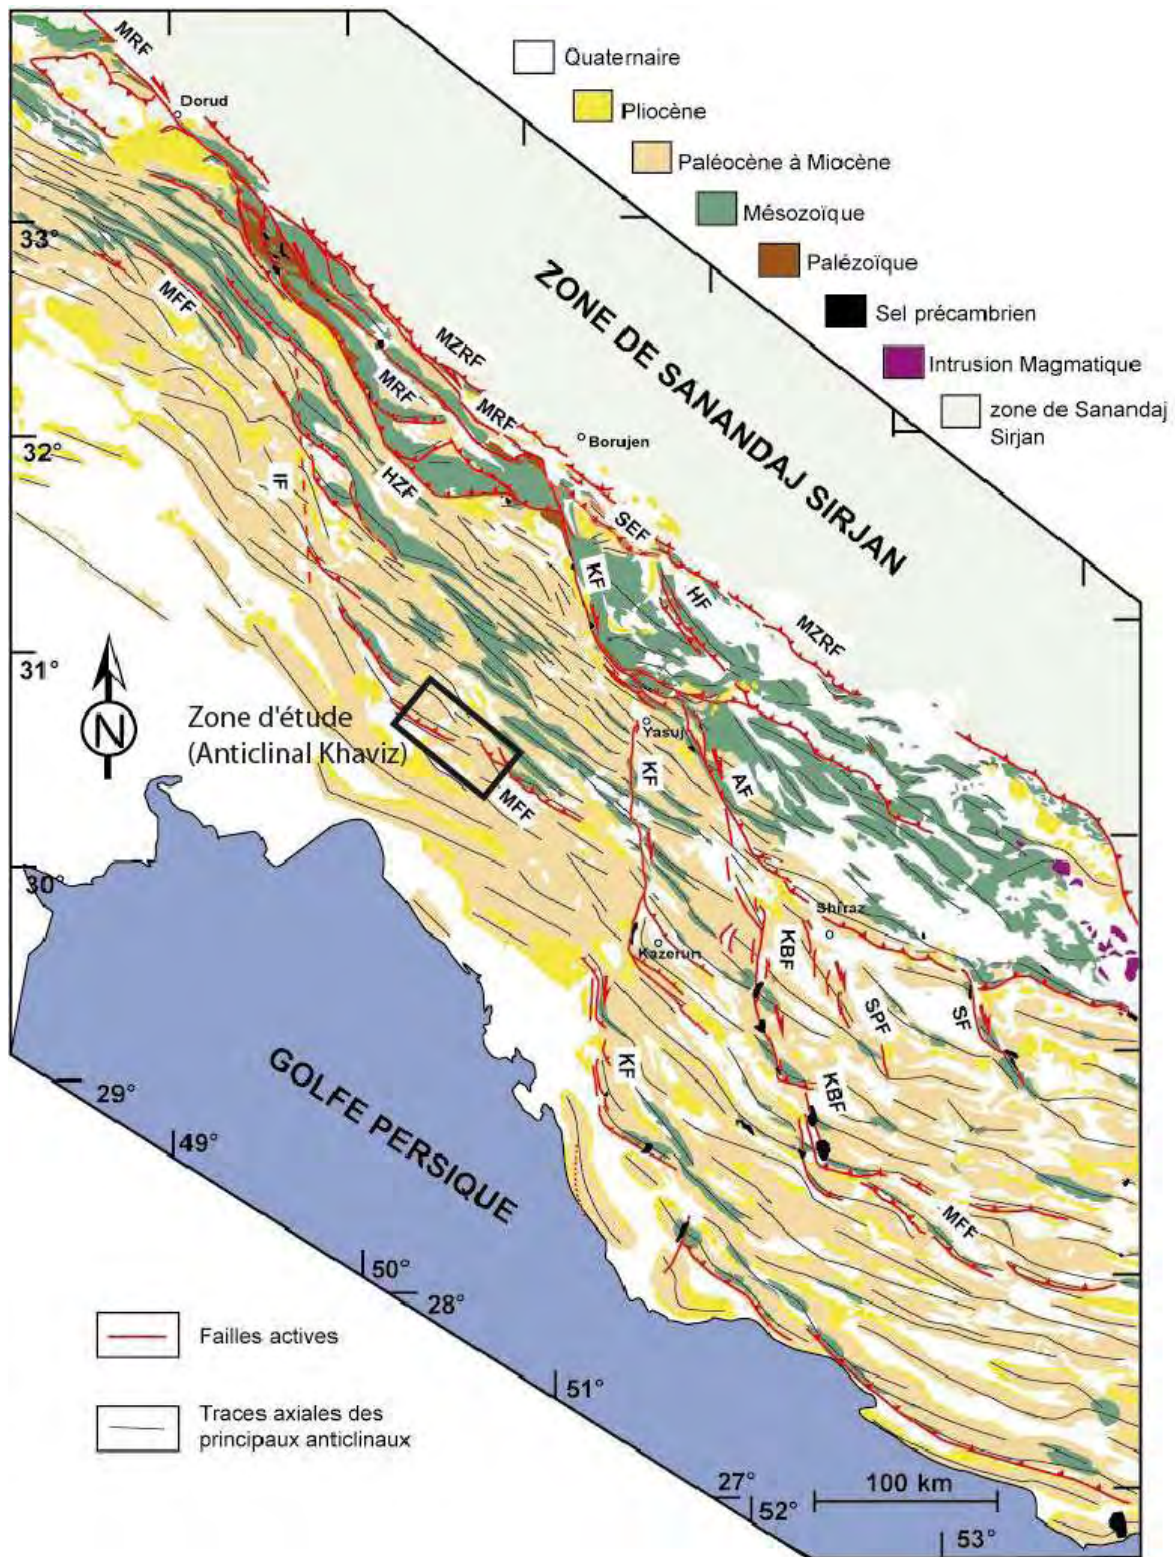 MRF
Dorud
Quaternaire
Pliocène
Paléocène à Miocène
Mésozoïque
Palézoïque
Sel précambrien
Intrusion Magmatique
zone de Sanandaj
Sirjan
33°
MFF
ZONE DE SANANDAJ SIRJAN
MZRF
MRF
MRF
Borujen
32°
IF
HZF
SEF
KF
HF
MZRF
31°
Zone d'étude
(Anticlinal Khaviz)
N
Yasuj
KF
AF
MFF
30°
Shiraz
Kazerun
KBF
SPF
SF
GOLFE PERSIQUE
KF
KBF
29°
49°
MFF
50°
28°
Failles actives
51°
Traces axiales des
principaux anticlinaux
27°
52°
100 km
53°